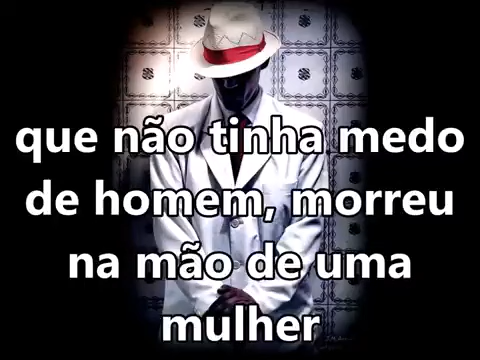 que não tinha medo
de homem, morreu
na mão de uma
mulher